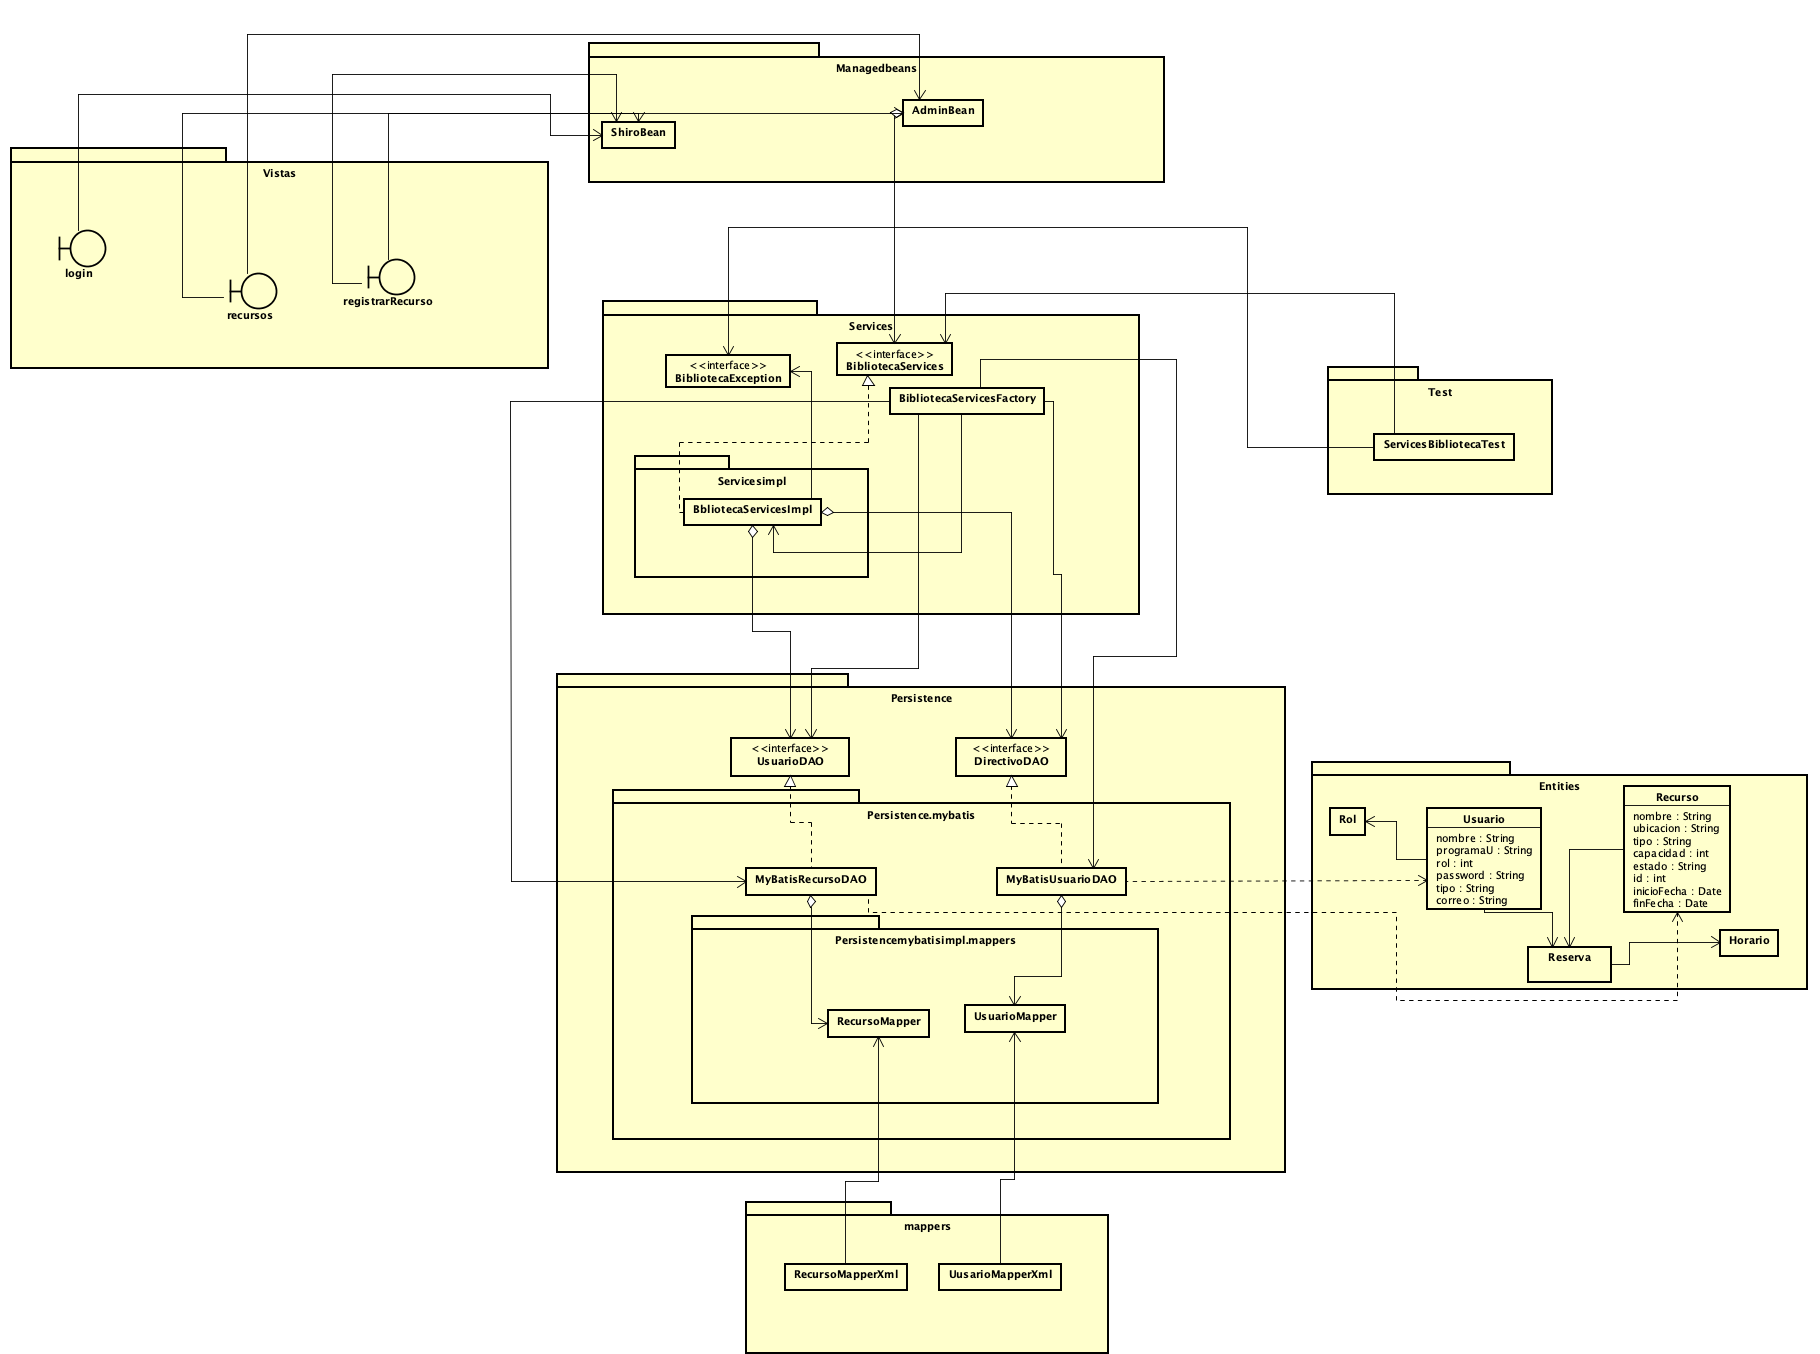 Managedbeans
AdminBean
ShiroBean
Vistas
login
recursos
registrarRecurso
Services
<<interface>>
BibliotecaException
<<interface>>
BibliotecaServices
BibliotecaServicesFactory
Servicesimpl
BbliotecaServicesImpl
Test
ServicesBibliotecaTest
Persistence
<<interface>>
UsuarioDAO
<<interface>>
DirectivoDAO
Persistence.mybatis
MyBatisRecursoDAO
MyBatisUsuarioDAO
Persistencemybatisimpl.mappers
RecursoMapper
UsuarioMapper
Entities
Rol
Usuario
nombre : String
programaU : String
rol : int
password : String
tipo : String
correo : String
Recurso
nombre : String
ubicacion : String
tipo : String
capacidad : int
estado : String
id : int
inicioFecha : Date
finFecha : Date
Reserva
Horario
mappers
RecursoMapperXml
UusarioMapperXml